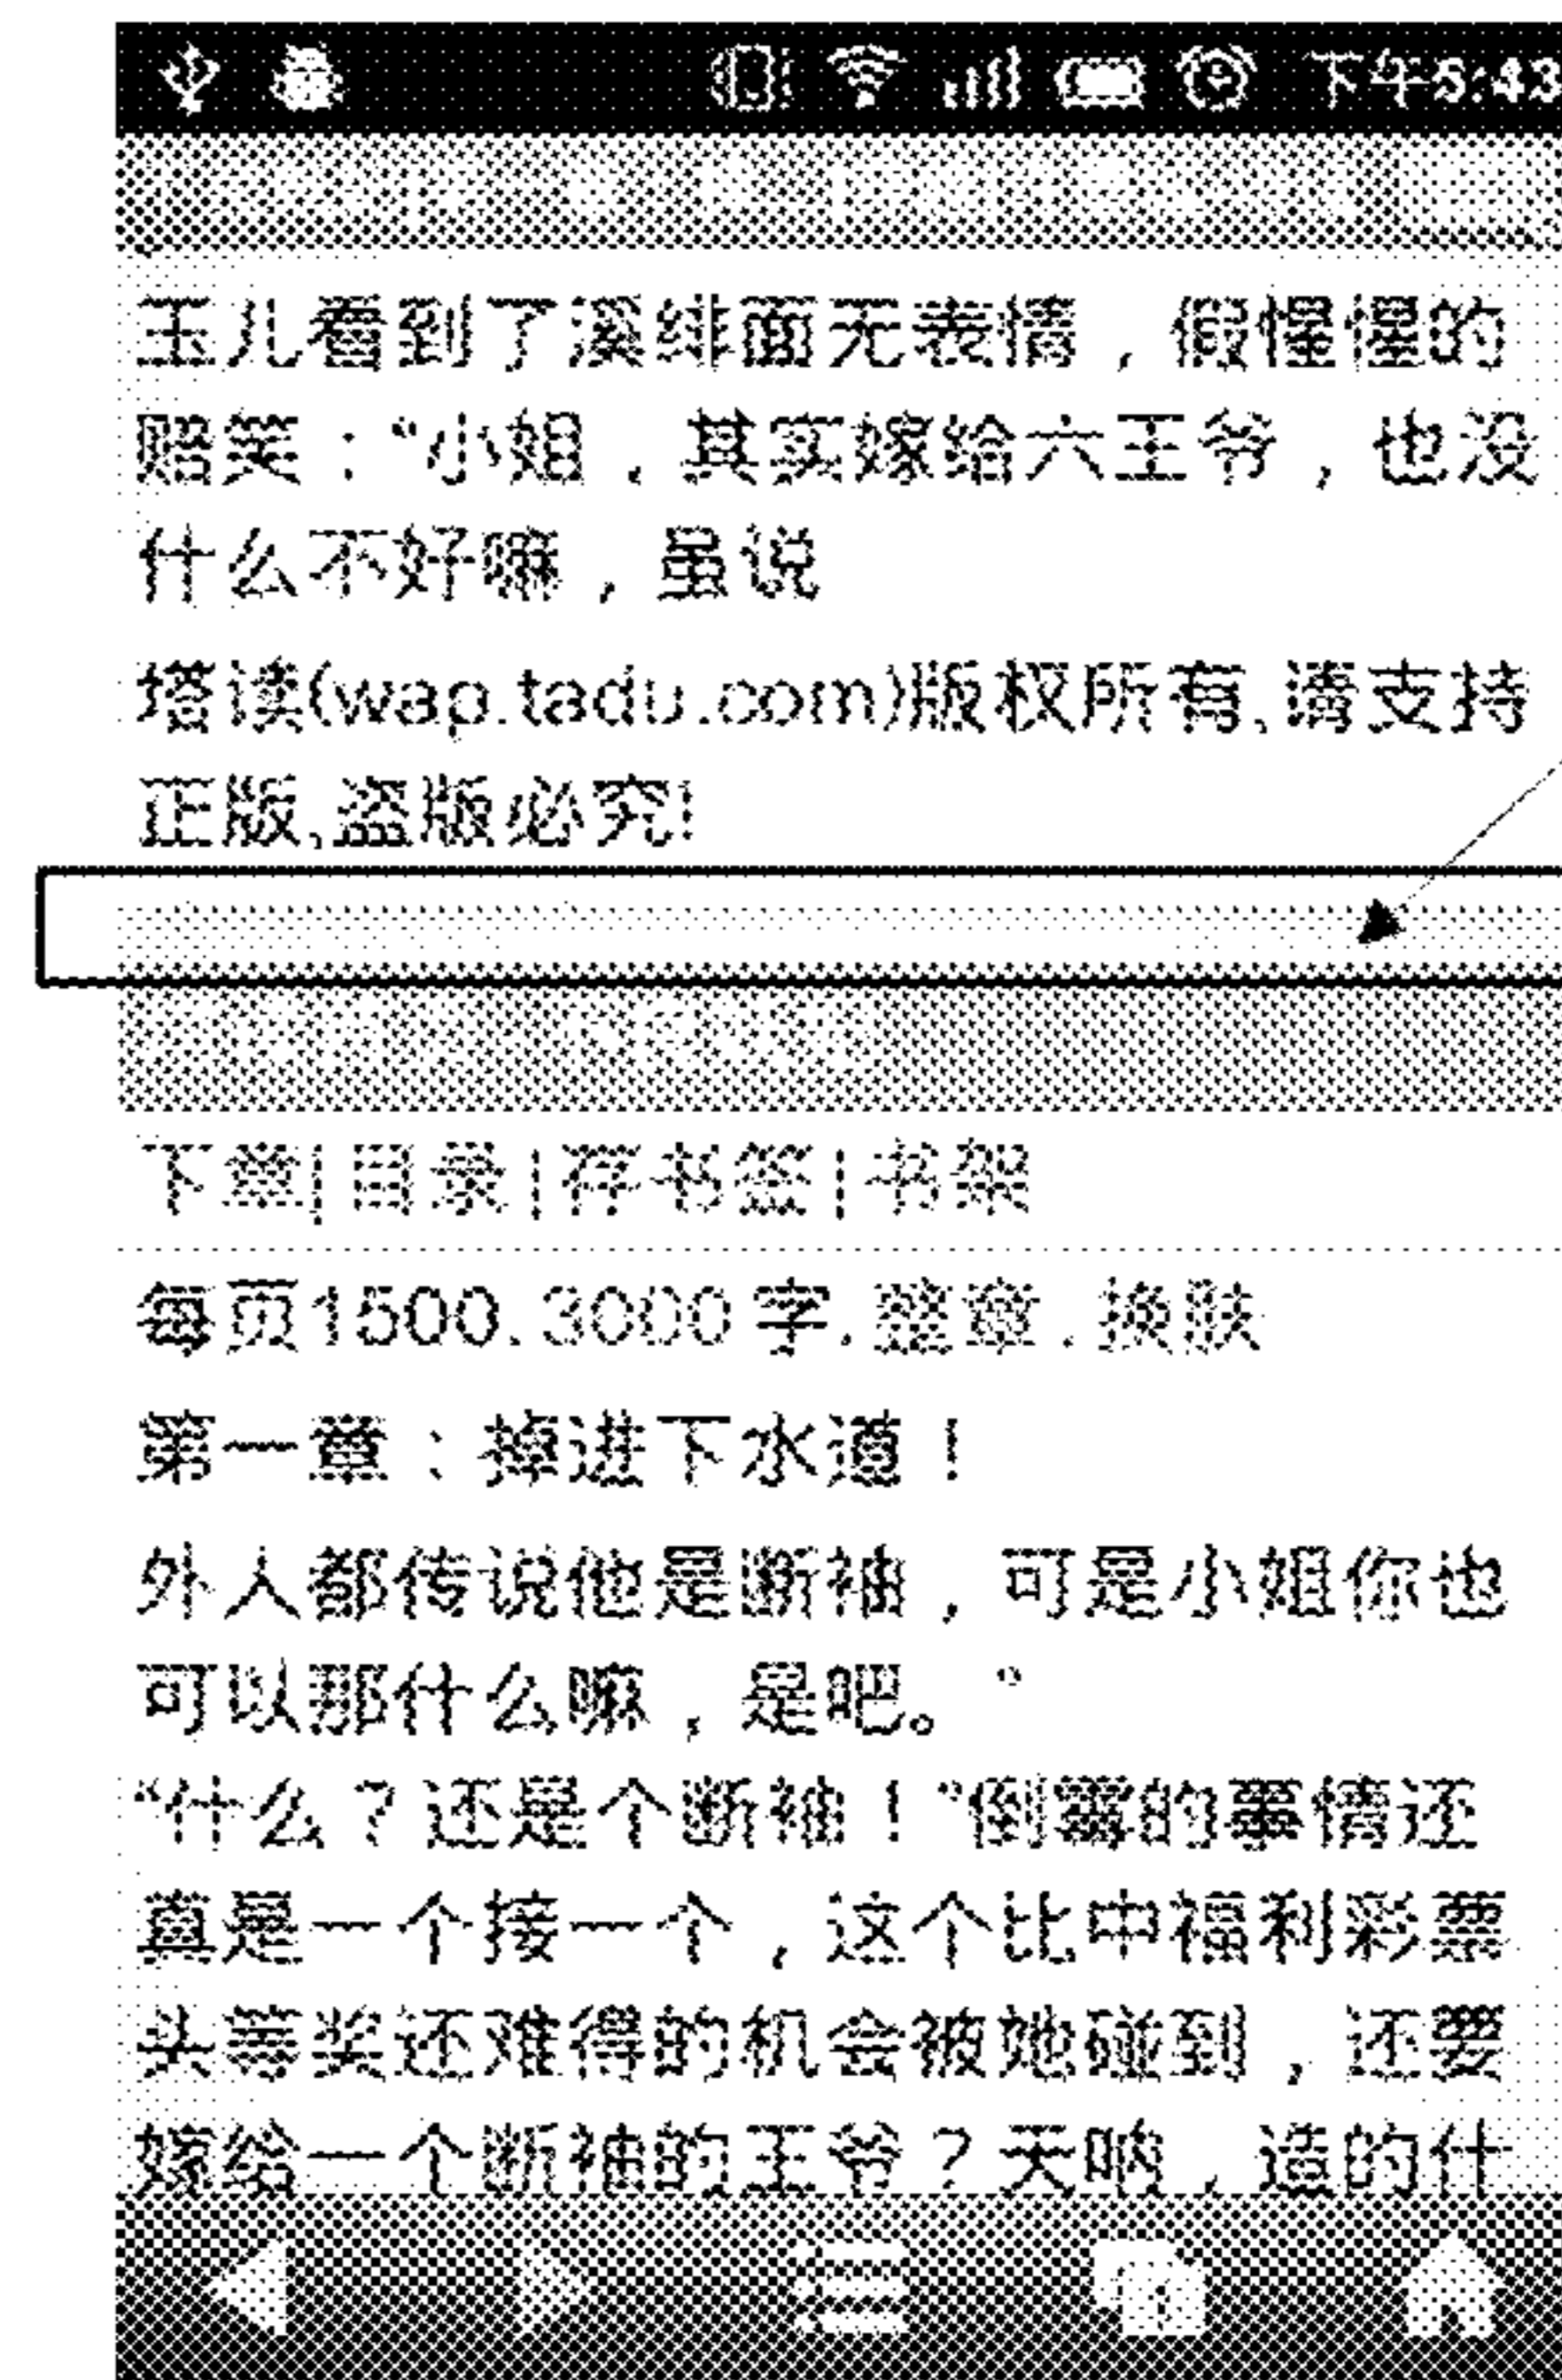 下午5:43
玉儿看到了溪绯面无表情，假惺惺的
赔笑：“小姐，其实嫁给六王爷，也没
什么不好嘛，虽说
塔读(wap.tadu.com)版权所有,请支持
正版,盗版必究!
下章|目录|存书签|书架
每页1500.3000字.整章.换肤
第一章：掉进下水道！
外人都传说他是断袖，可是小姐你也
可以那什么嘛，是吧。”
“什么？还是个断袖！”倒霉的事情还
真是一个接一个，这个比中福利彩票
头等奖还难得的机会被她碰到，还要
嫁给一个断袖的王爷？天呐，造的什